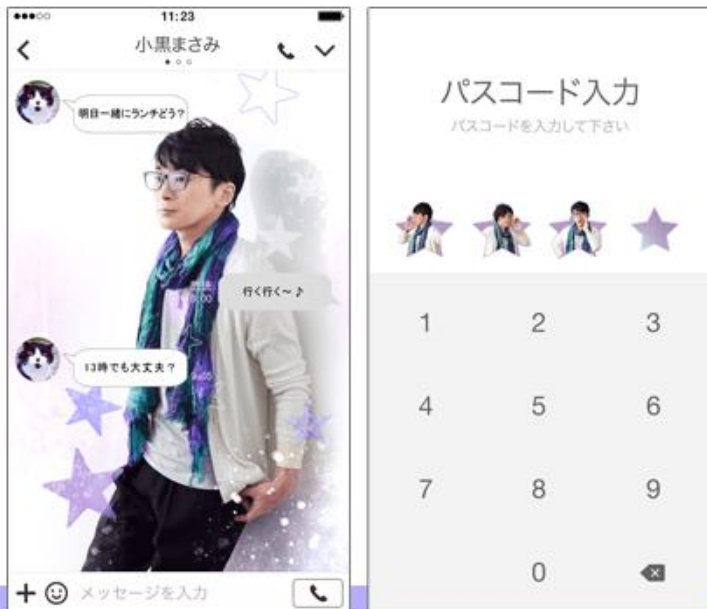 11:23
小黒まさみ
明日一緒にランチどう?
行く行く～♪
13時でも大丈夫?
メッセージを入力
パスコード入力
パスコードを入力して下さい
1 2 3
4 5 6
7 8 9
0